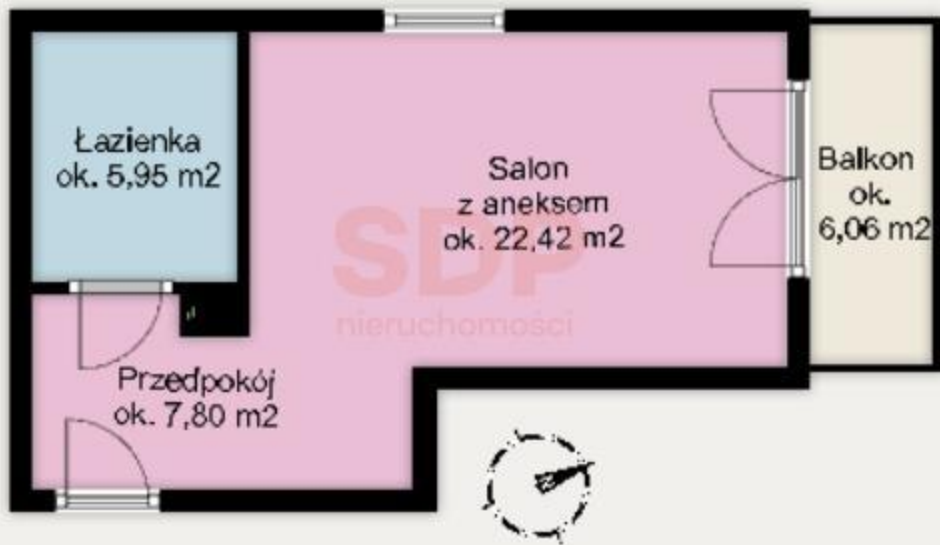 Łazienka
ok. 5,95 m2
Salon
z aneksem
ok. 22,42 m2
Balkon
ok.
6,06 m2
SDP
nieruchomości
Przedpokój
ok. 7,80 m2